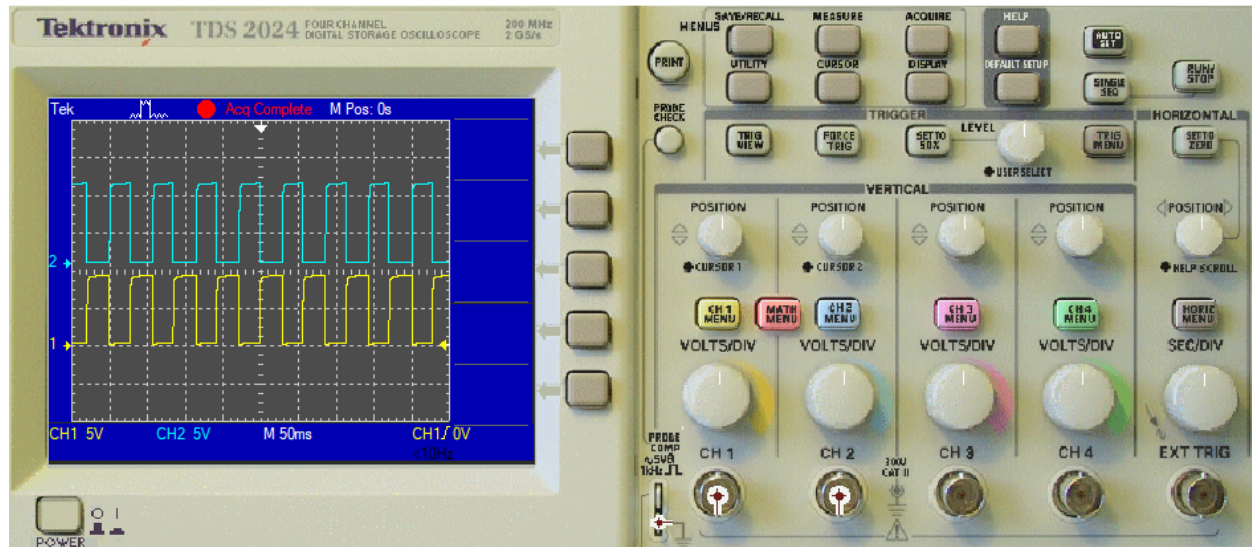 Tektronix TDS 2024 FOUR CHANNEL DIGITAL STORAGE OSCILLOSCOPE 200 MHz 2 GS/s
Tek Acq Complete M Pos: 0s
2
1
CH1 5V CH2 5V M 50ms CH1 0V
<10Hz
POWER
O I
MENUS
SAVE/RECALL MEASURE ACQUIRE
UTILITY CURSOR DISPLAY
HELP
DEFAULT SETUP
AUTO SET
SINGLE SEQ
RUN/ STOP
PRINT
PROBE CHECK
TRIGGER
TRIG VIEW
FORCE TRIG
SET TO 50%
LEVEL
USER SELECT
TRIG MENU
HORIZONTAL
SET TO ZERO
VERTICAL
POSITION POSITION POSITION POSITION POSITION
CURSOR 1 CURSOR 2 HELP SCROLL
CH 1 MENU
MATH MENU
CH 2 MENU
CH 3 MENU
CH 4 MENU
HORIZ MENU
VOLTS/DIV VOLTS/DIV VOLTS/DIV VOLTS/DIV SEC/DIV
PROBE COMP
~5V@
1kHz
CH 1 CH 2 CH 3 CH 4 EXT TRIG
300V
CAT II